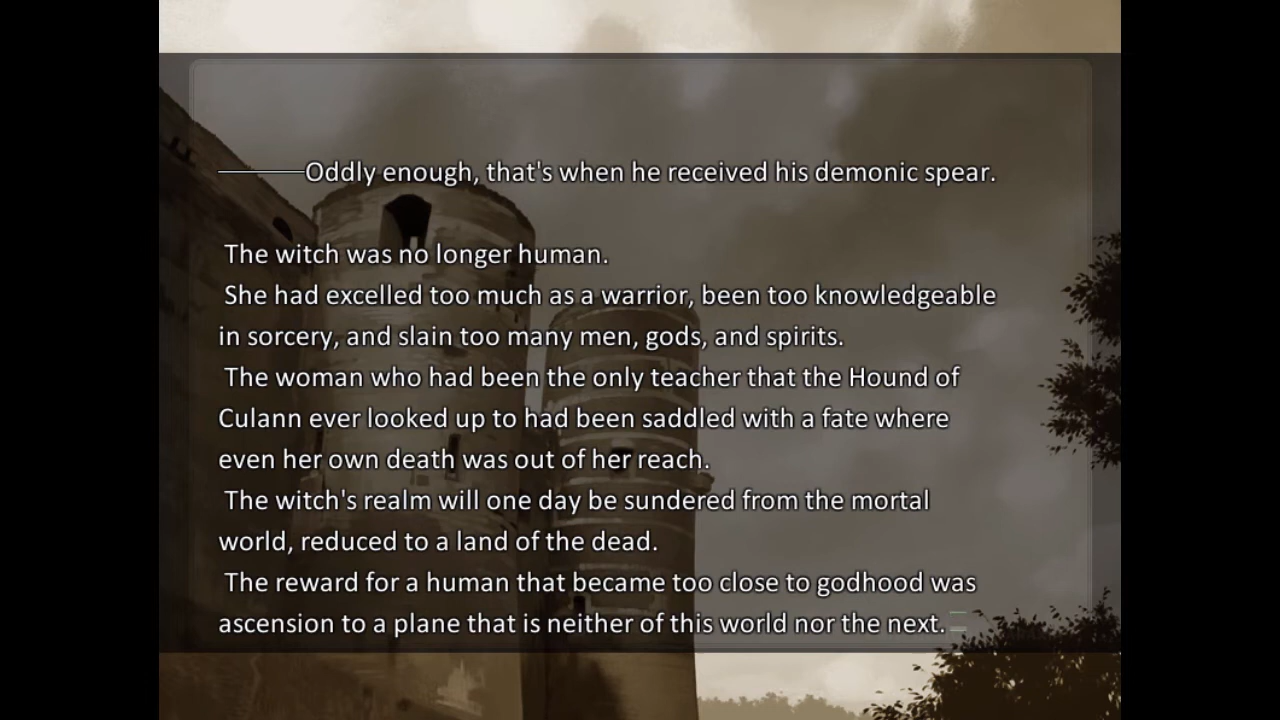 ————Oddly enough, that's when he received his demonic spear.
The witch was no longer human.
She had excelled too much as a warrior, been too knowledgeable
in sorcery, and slain too many men, gods, and spirits.
The woman who had been the only teacher that the Hound of
Culann ever looked up to had been saddled with a fate where
even her own death was out of her reach.
The witch's realm will one day be sundered from the mortal
world, reduced to a land of the dead.
The reward for a human that became too close to godhood was
ascension to a plane that is neither of this world nor the next.